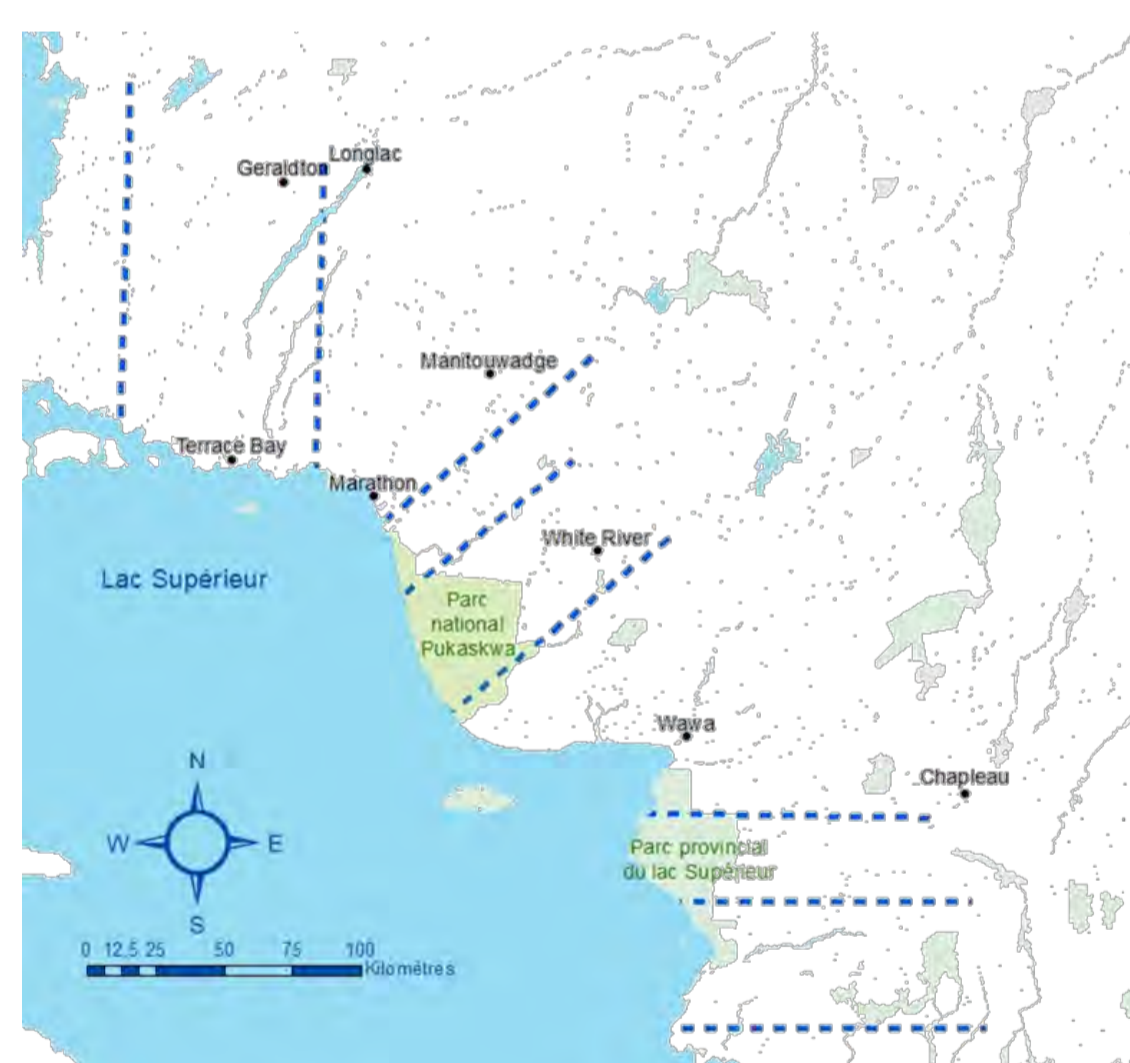 Longlac
Geraldton
Manitouwadge
Terrace Bay
Marathon
White River
Lac Supérieur
Parc
national
Pukaskwa
Wawa
N
Chapleau
W
E
Parc provincial
du lac Supérieur
S
0 12,5 25 50 75 100
Kilométres